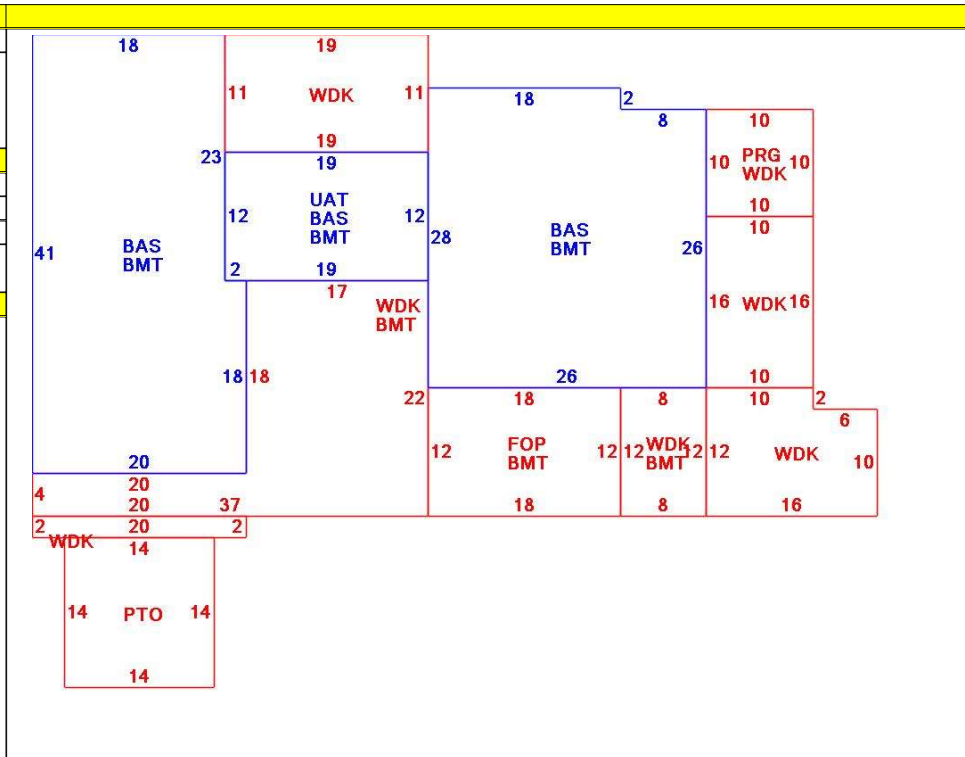 18 19
11 WDK 11
18 2
8 10
19
23 19
10 PRG 10
WDK
UAT
BAS
BMT
12 12
10
10
41 BAS
BMT
28 BAS
BMT
26
2 19
17
WDK
BMT
16 WDK 16
18 18
26 10
22 18 8 10 2
6
12 FOP 12
BMT
12 WDK 12
BMT
12 WDK 10
20
4 20
20 37 18 8 16
2 20 2
WDK 14
14 PTO 14
14